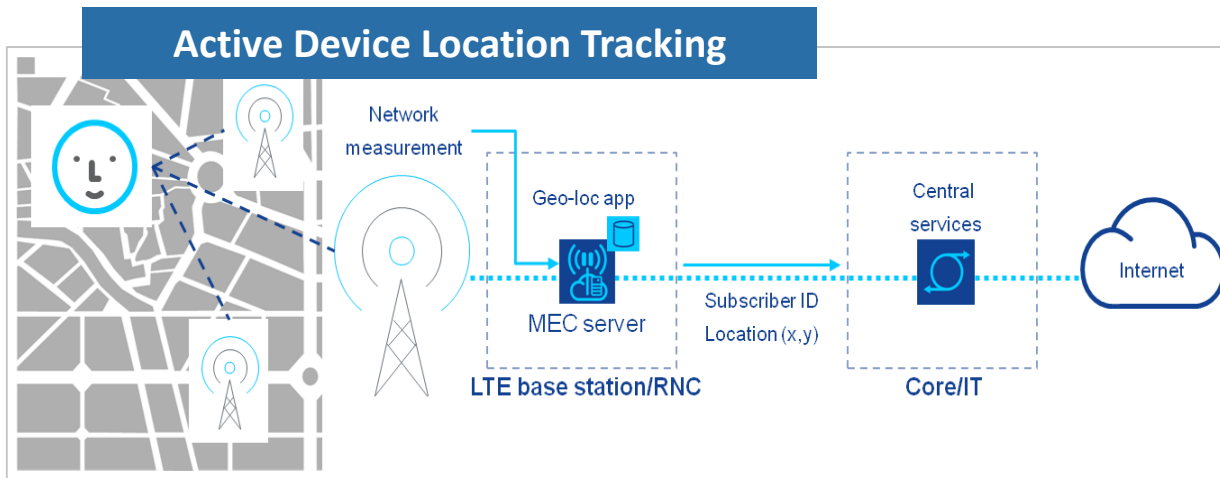 Active Device Location Tracking
Network
measurement
Geo-loc app
MEC server
LTE base station/RNC
Subscriber ID
Location (x,y)
Central
services
Core/IT
Internet